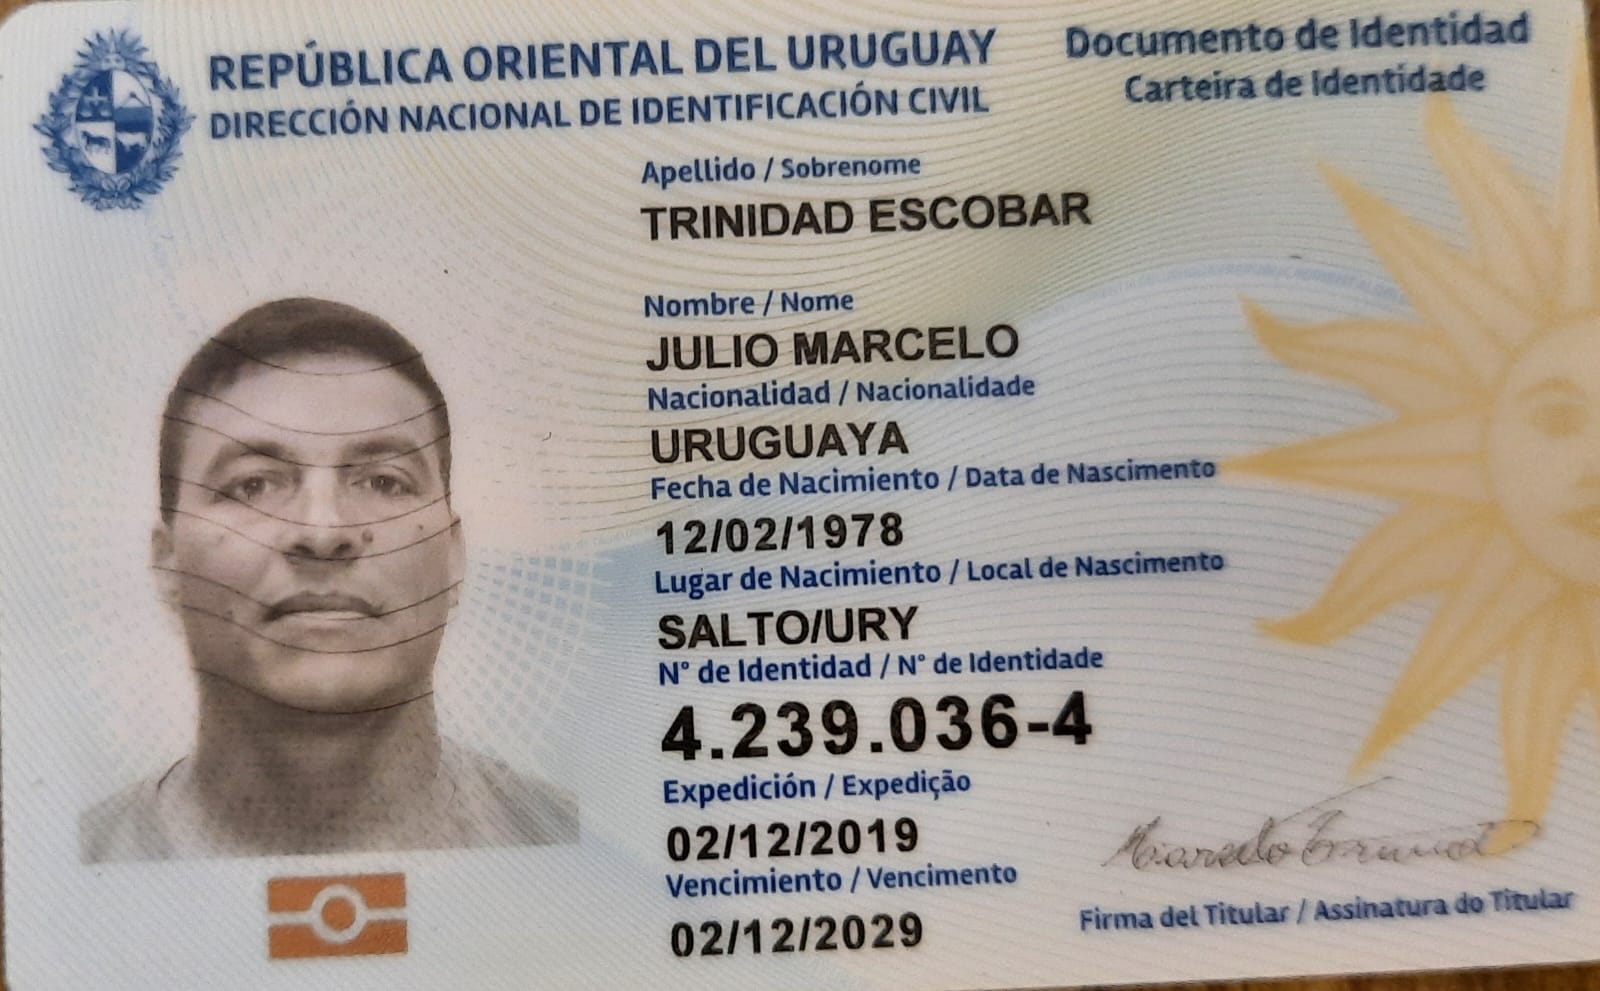 REPÚBLICA ORIENTAL DEL URUGUAY
DIRECCIÓN NACIONAL DE IDENTIFICACIÓN CIVIL
Documento de Identidad
Carteira de Identidade
Apellido / Sobrenome
TRINIDAD ESCOBAR
Nombre / Nome
JULIO MARCELO
Nacionalidad / Nacionalidade
URUGUAYA
Fecha de Nacimiento / Data de Nascimento
12/02/1978
Lugar de Nacimiento / Local de Nascimento
SALTO/URY
N° de Identidad / N° de Identidade
4.239.036-4
Expedición / Expedição
02/12/2019
Vencimiento / Vencimento
02/12/2029
Marcelo Trinidad
Firma del Titular / Assinatura do Titular